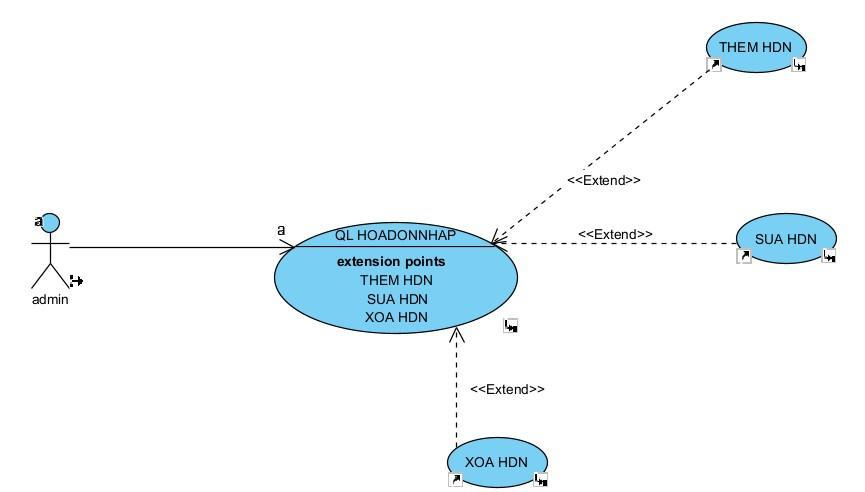 THEM HDN
<<Extend>>
a
a
QL HOADONNHAP
<<Extend>>
SUA HDN
extension points
THEM HDN
SUA HDN
XOA HDN
admin
<<Extend>>
XOA HDN